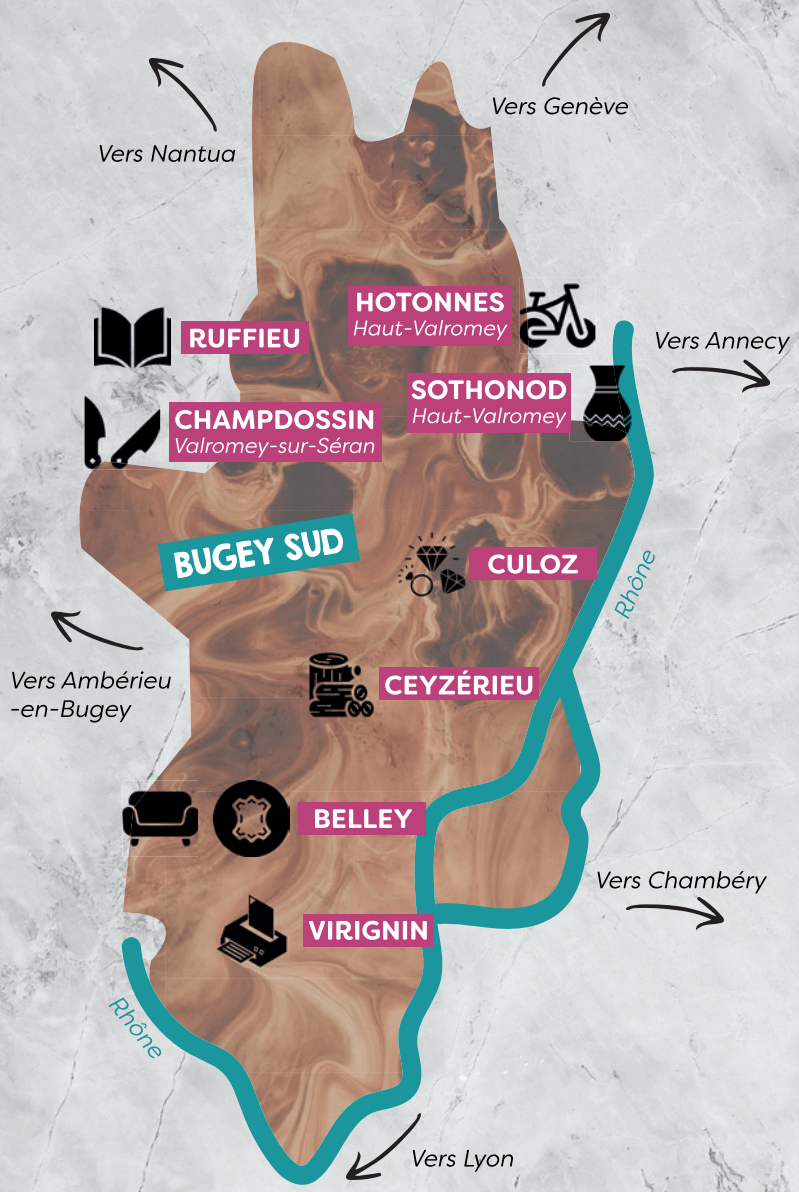 Vers Genève
Vers Nantua
HOTONNES
Haut-Valromey
RUFFIEU
Vers Annecy
SOTHONOD
Haut-Valromey
CHAMPDOSSIN
Valromey-sur-Séran
BUGEY SUD
CULOZ
Rhône
Vers Ambérieu
-en-Bugey
CEYZÉRIEU
BELLEY
Vers Chambéry
VIRIGNIN
Rhône
Vers Lyon